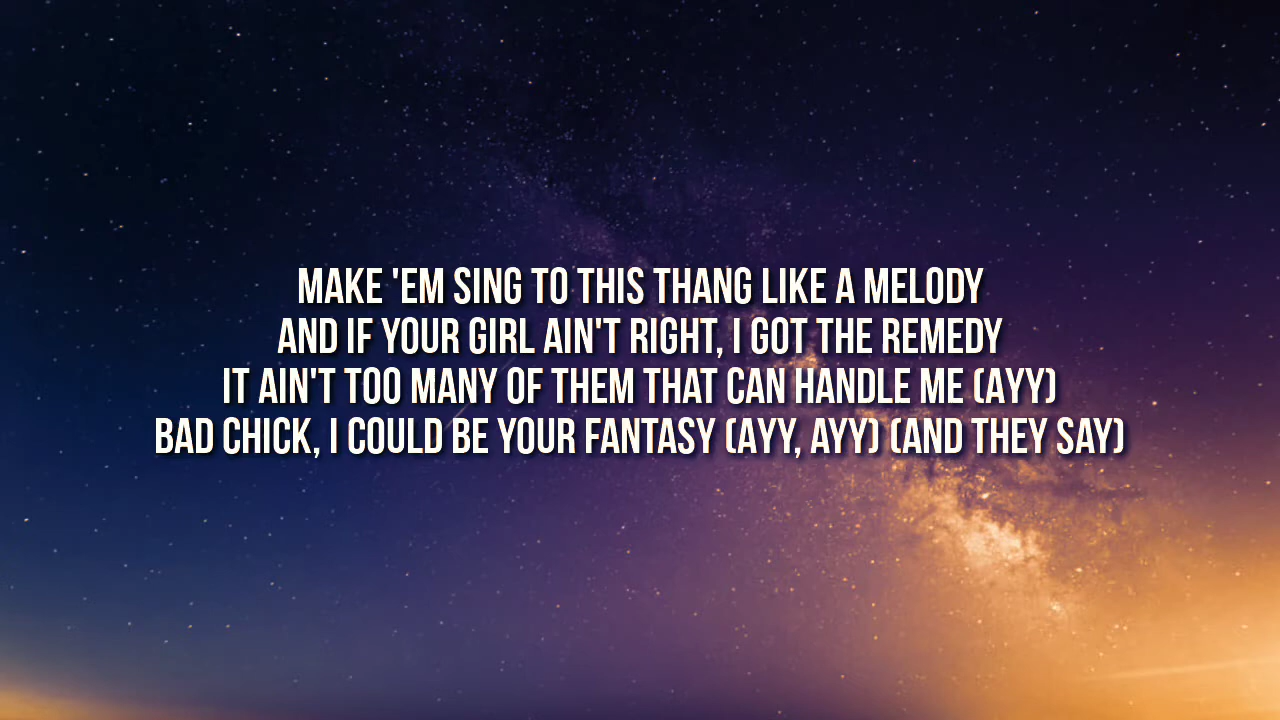 MAKE 'EM SING TO THIS THANG LIKE A MELODY
AND IF YOUR GIRL AIN'T RIGHT, I GOT THE REMEDY
IT AIN'T TOO MANY OF THEM THAT CAN HANDLE ME (AYY)
BAD CHICK, I COULD BE YOUR FANTASY (AYY, AYY) (AND THEY SAY)